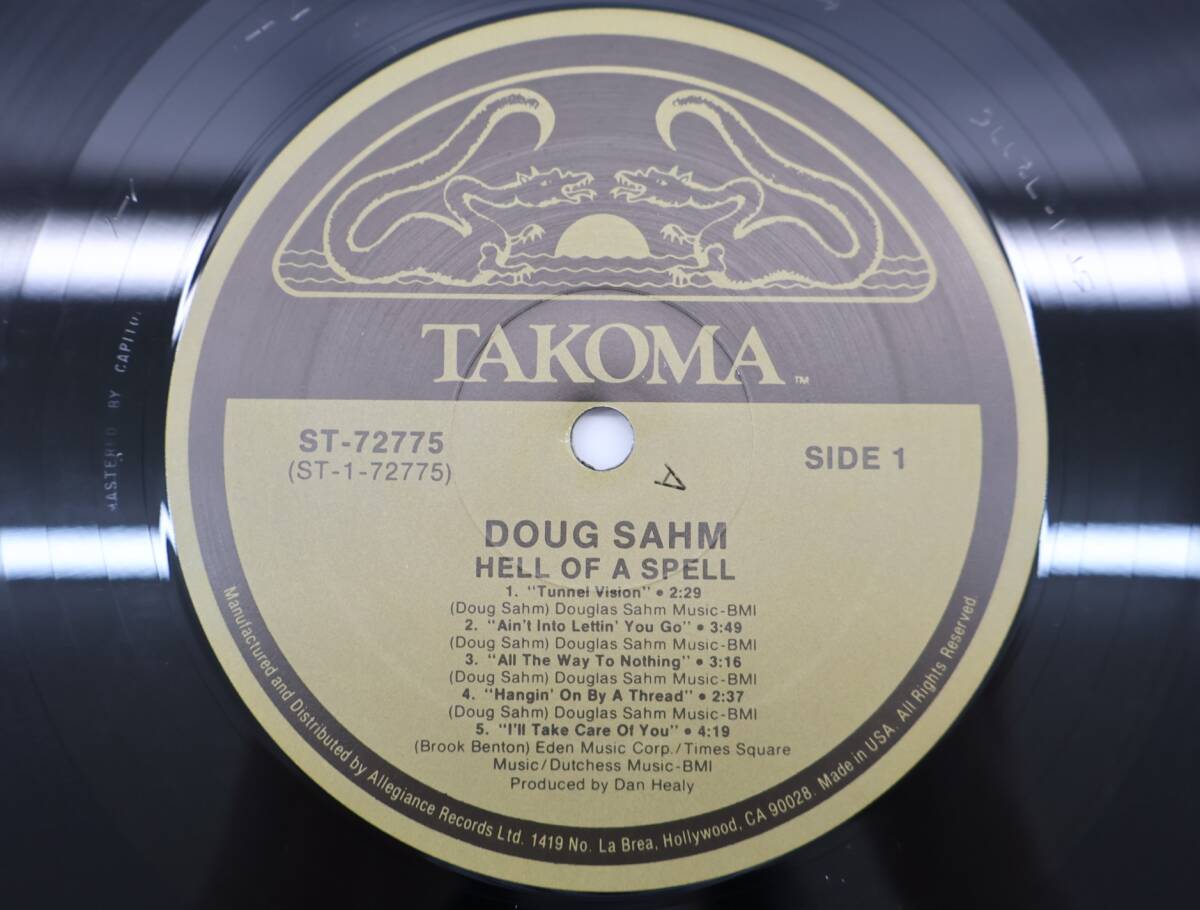 TAKOMA™
ST-72775
(ST-1-72775)
SIDE 1
A
DOUG SAHM
HELL OF A SPELL
1. "Tunnel Vision" • 2:29
(Doug Sahm) Douglas Sahm Music-BMI
2. "Ain't Into Lettin' You Go" • 3:49
(Doug Sahm) Douglas Sahm Music-BMI
3. "All The Way To Nothing" • 3:16
(Doug Sahm) Douglas Sahm Music-BMI
4. "Hangin' On By A Thread" • 2:37
(Doug Sahm) Douglas Sahm Music-BMI
5. "I'll Take Care Of You" • 4:19
(Brook Benton) Eden Music Corp./Times Square
Music/Dutchess Music-BMI
Produced by Dan Healy
Manufactured and Distributed by Allegiance Records Ltd. 1419 No. La Brea, Hollywood, CA 90028. Made in USA. All Rights Reserved
MASTERED BY CAPITOL